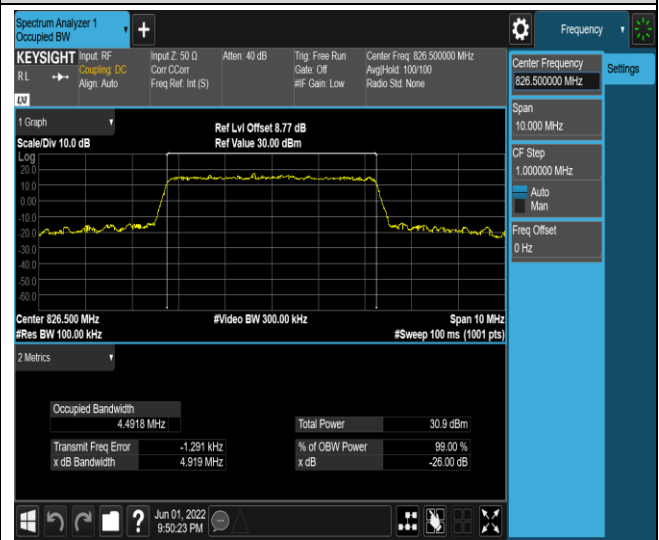 Spectrum Analyzer 1
Occupied BW
Frequency
KEYSIGHT
R L
LXI
Input: RF
Coupling: DC
Align: Auto
Input Z: 50 Ω
Corr CCorr
Freq Ref: Int (S)
Atten: 40 dB
Trig: Free Run
Gate: Off
#IF Gain: Low
Center Freq: 826.500000 MHz
Avg|Hold: 100/100
Radio Std: None
Center Frequency
826.500000 MHz
Settings
Span
10.000 MHz
CF Step
1.000000 MHz
Auto
Man
Freq Offset
0 Hz
1 Graph
Scale/Div 10.0 dB
Ref Lvl Offset 8.77 dB
Ref Value 30.00 dBm
Log
20.0
10.0
0.00
-10.0
-20.0
-30.0
-40.0
-50.0
-60.0
Center 826.500 MHz
#Video BW 300.00 kHz
Span 10 MHz
#Res BW 100.00 kHz
#Sweep 100 ms (1001 pts)
2 Metrics
Occupied Bandwidth
4.4918 MHz
Total Power 30.9 dBm
Transmit Freq Error -1.291 kHz
% of OBW Power 99.00 %
x dB Bandwidth 4.919 MHz
x dB -26.00 dB
?
Jun 01, 2022
9:50:23 PM